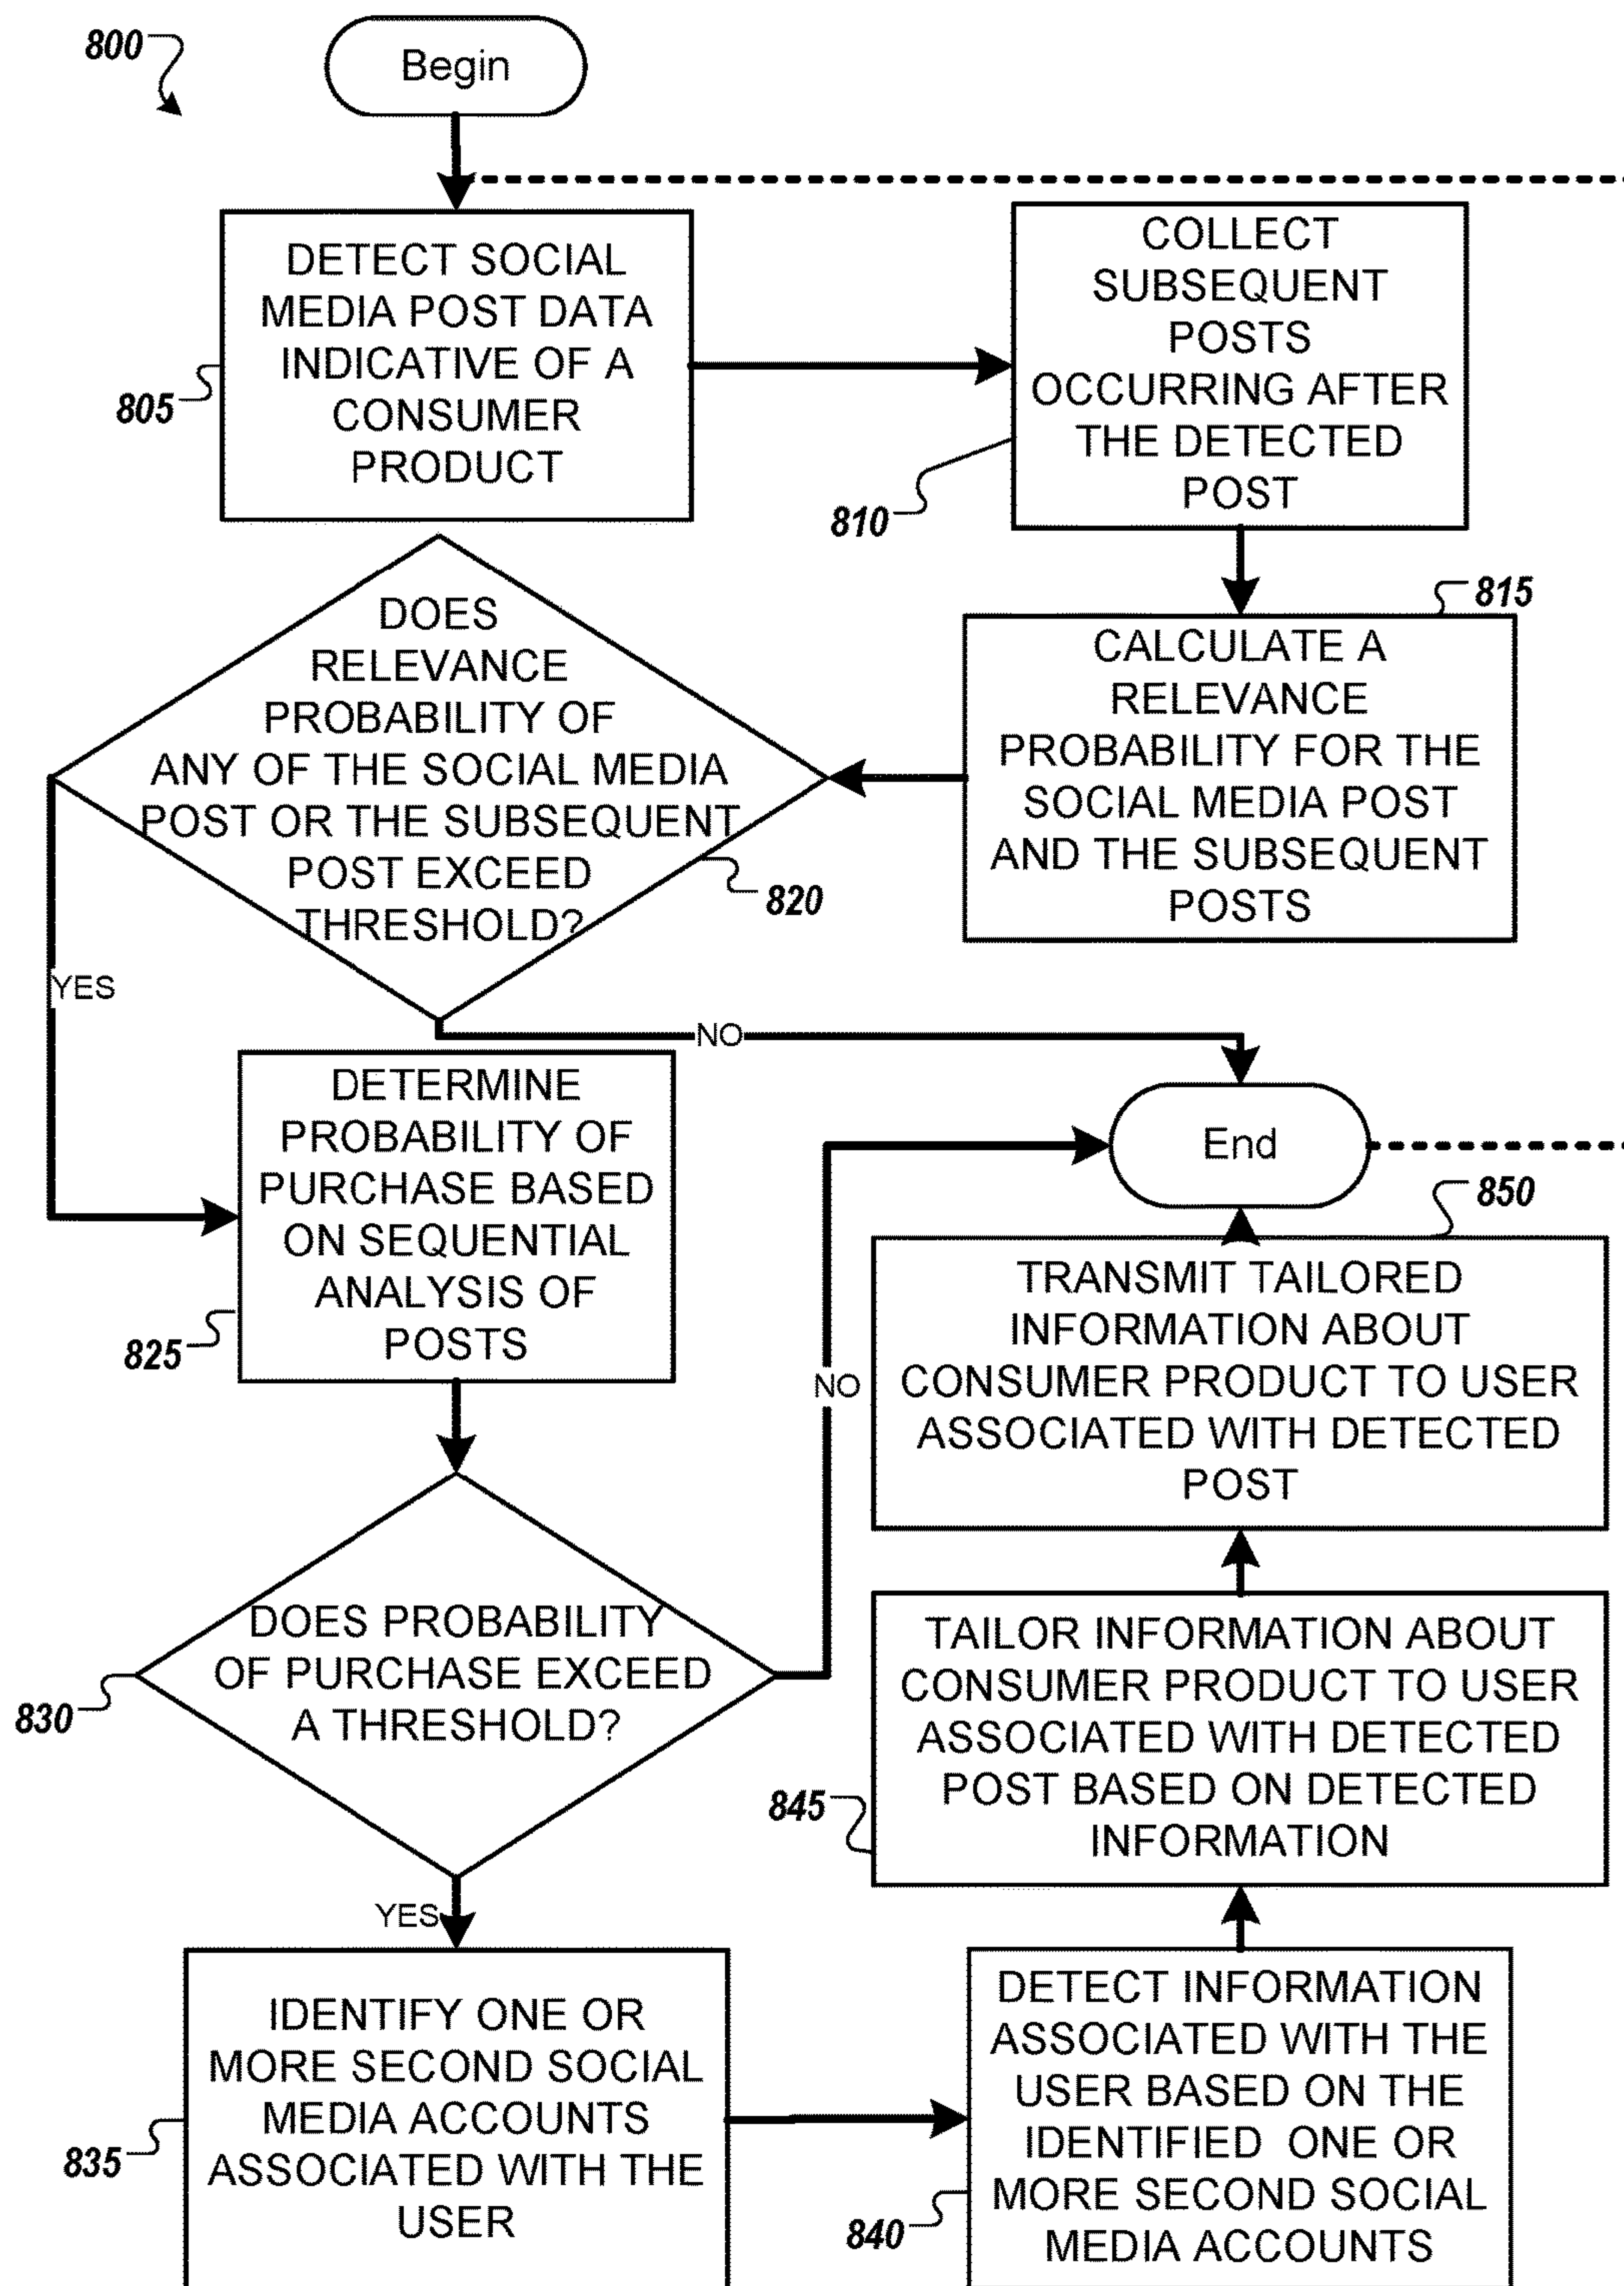 800
Begin
DETECT SOCIAL
MEDIA POST DATA
INDICATIVE OF A
CONSUMER
PRODUCT
805
COLLECT
SUBSEQUENT
POSTS
OCCURRING AFTER
THE DETECTED
POST
810
815
CALCULATE A
RELEVANCE
PROBABILITY FOR THE
SOCIAL MEDIA POST
AND THE SUBSEQUENT
POSTS
DOES
RELEVANCE
PROBABILITY OF
ANY OF THE SOCIAL MEDIA
POST OR THE SUBSEQUENT
POST EXCEED
THRESHOLD?
820
YES
NO
DETERMINE
PROBABILITY OF
PURCHASE BASED
ON SEQUENTIAL
ANALYSIS OF
POSTS
825
End
DOES PROBABILITY
OF PURCHASE EXCEED
A THRESHOLD?
830
NO
YES
IDENTIFY ONE OR
MORE SECOND SOCIAL
MEDIA ACCOUNTS
ASSOCIATED WITH THE
USER
835
DETECT INFORMATION
ASSOCIATED WITH THE
USER BASED ON THE
IDENTIFIED ONE OR
MORE SECOND SOCIAL
MEDIA ACCOUNTS
840
TAILOR INFORMATION ABOUT
CONSUMER PRODUCT TO USER
ASSOCIATED WITH DETECTED
POST BASED ON DETECTED
INFORMATION
845
850
TRANSMIT TAILORED
INFORMATION ABOUT
CONSUMER PRODUCT TO USER
ASSOCIATED WITH DETECTED
POST